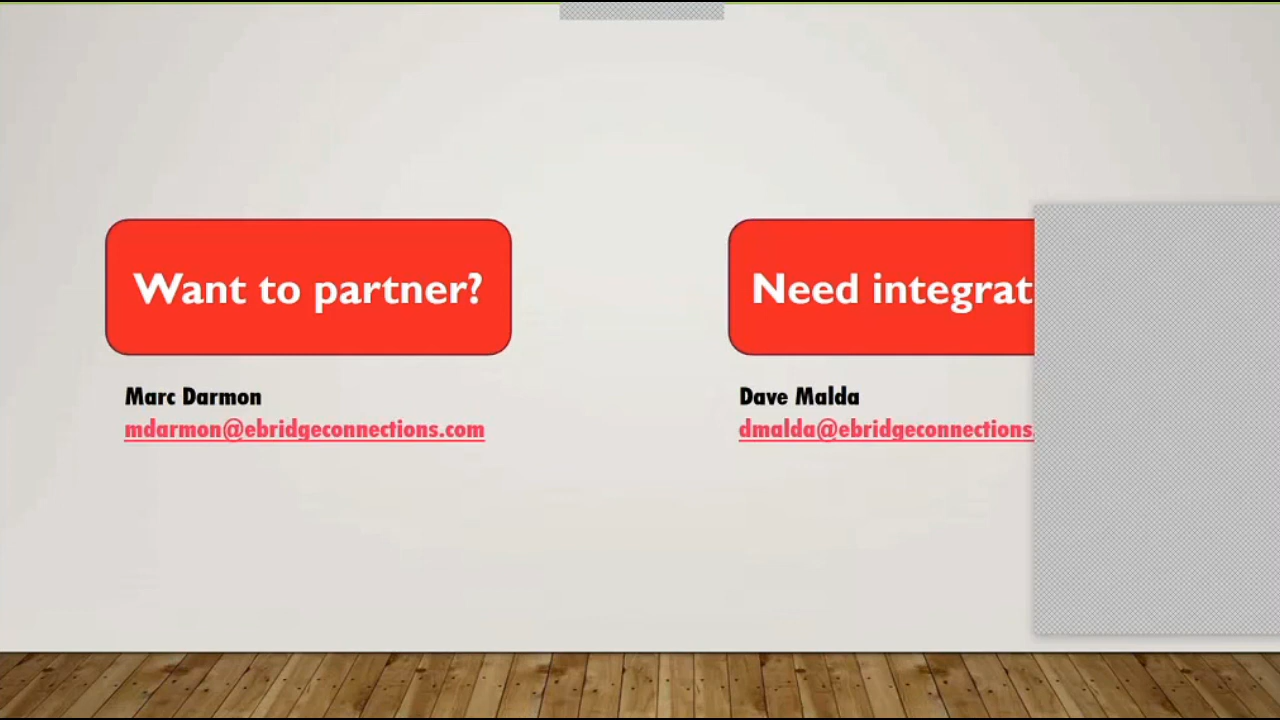 Want to partner?
Need integrat
Marc Darmon
mdarmon@ebridgeconnections.com
Dave Malda
dmalda@ebridgeconnections.